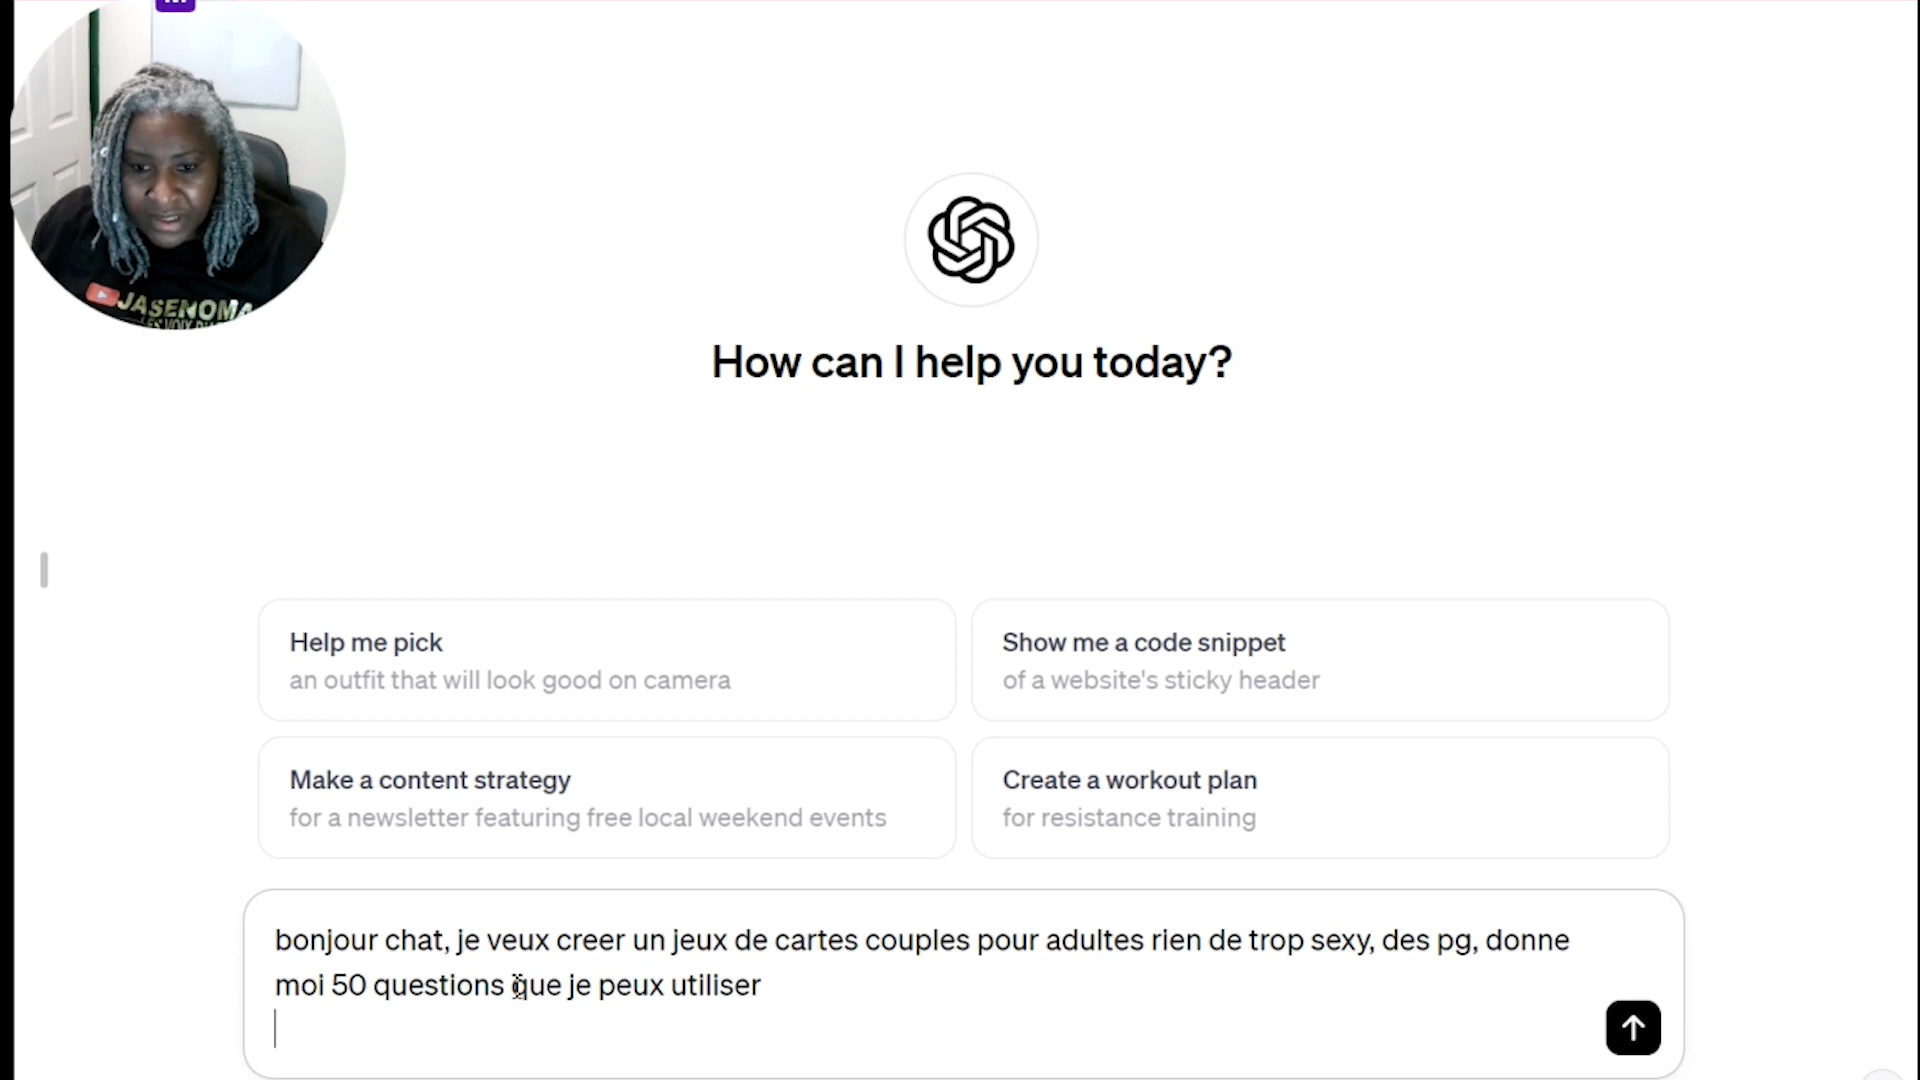 JASENOMA
How can I help you today?
Help me pick
an outfit that will look good on camera
Show me a code snippet
of a website's sticky header
Make a content strategy
for a newsletter featuring free local weekend events
Create a workout plan
for resistance training
bonjour chat, je veux creer un jeux de cartes couples pour adultes rien de trop sexy, des pg, donne
moi 50 questions que je peux utiliser